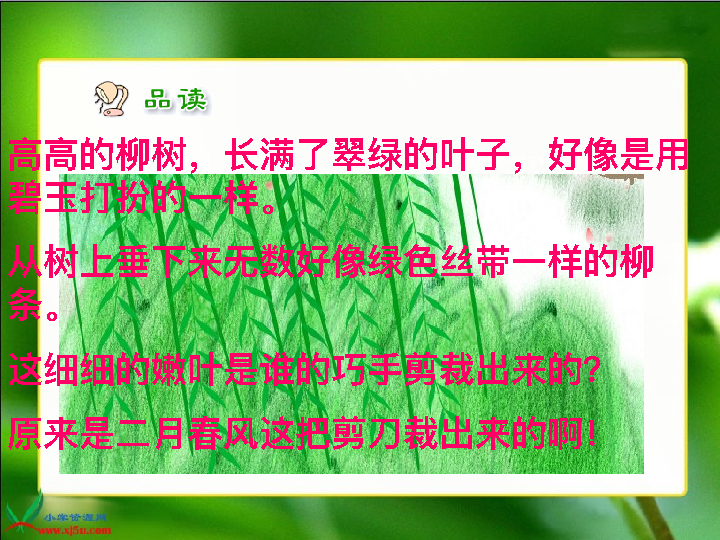 品读
高高的柳树，长满了翠绿的叶子，好像是用
碧玉打扮的一样。
从树上垂下来无数好像绿色丝带一样的柳
条。
这细细的嫩叶是谁的巧手剪裁出来的？
原来是二月春风这把剪刀裁出来的啊！
小学资源网
www.xj5u.com